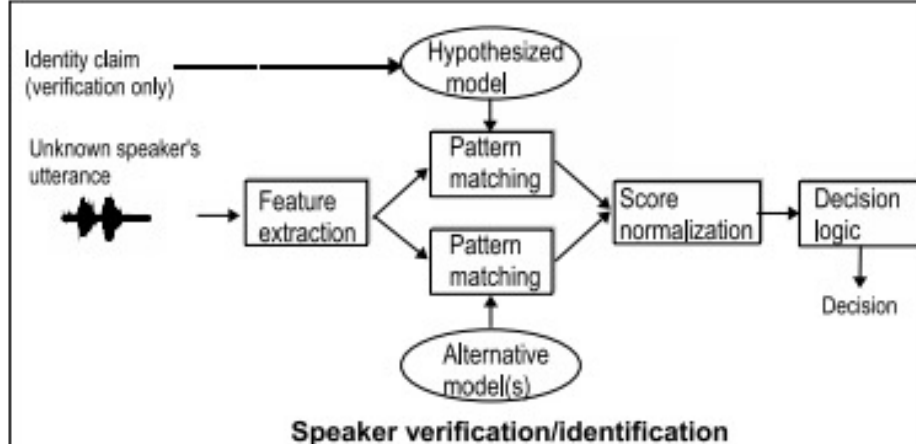 Identity claim
(verification only)
Hypothesized
model
Unknown speaker's
utterance
Feature
extraction
Pattern
matching
Pattern
matching
Score
normalization
Decision
logic
Decision
Alternative
model(s)
Speaker verification/identification